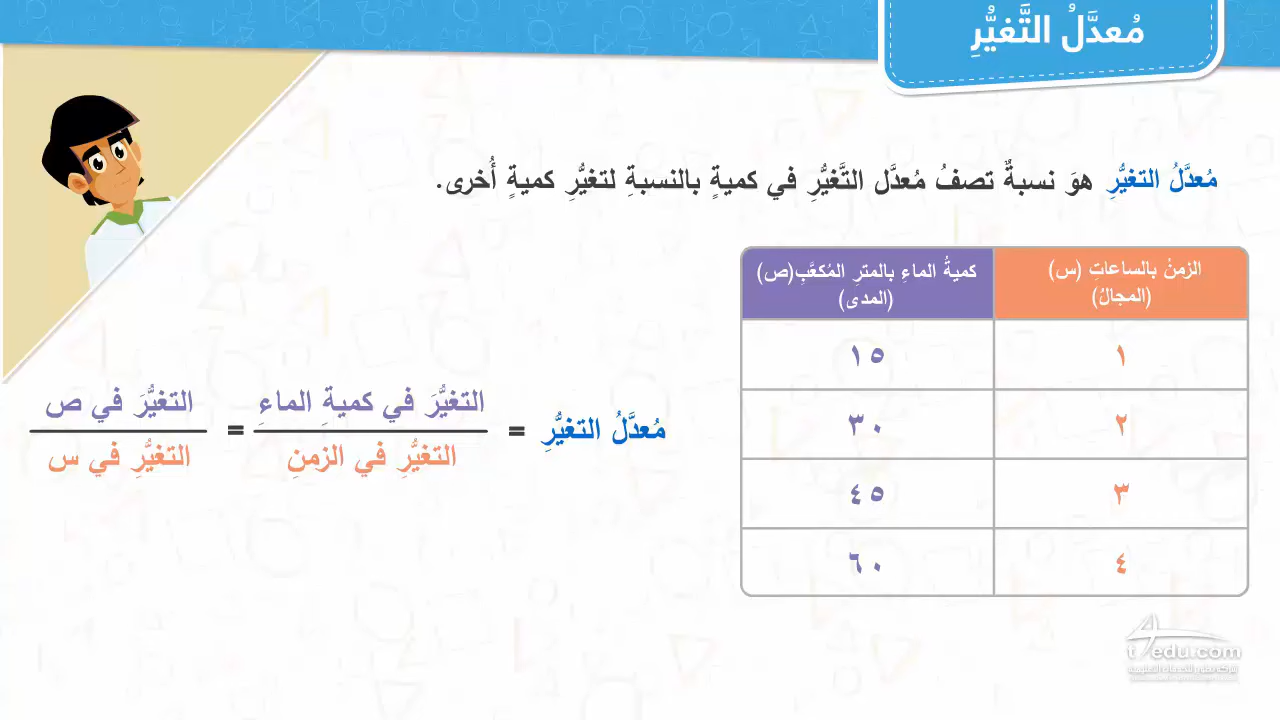 مُعدَّلُ التَّغيُّرِ
مُعدَّلُ التغيُّرِ هوَ نسبةٌ تصفُ مُعدَّل التَّغيُّرِ في كميةٍ بالنسبةِ لتغيُّرِ كميةٍ أُخرى.
الزمنُ بالساعاتِ (س) كميةُ الماءِ بالمترِ المُكعَّبِ(ص)
(المجالُ) (المدى)
١ ١٥
٢ ٣٠
٣ ٤٥
٤ ٦٠
التغيُّرَ في كميةِ الماءِ التغيُّرَ في ص
مُعدَّلُ التغيُّرِ = =
التغيُّرِ في الزمنِ التغيُّرِ في س
t4edu.com